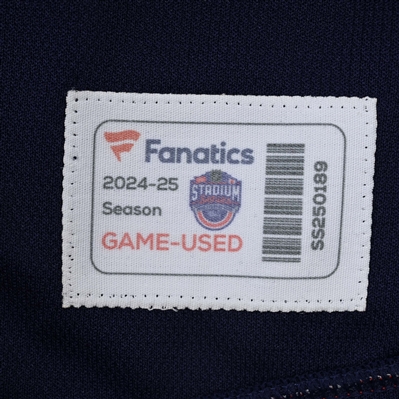 Fanatics
2024-25
STADIUM
Season
GAME-USED
SS250189